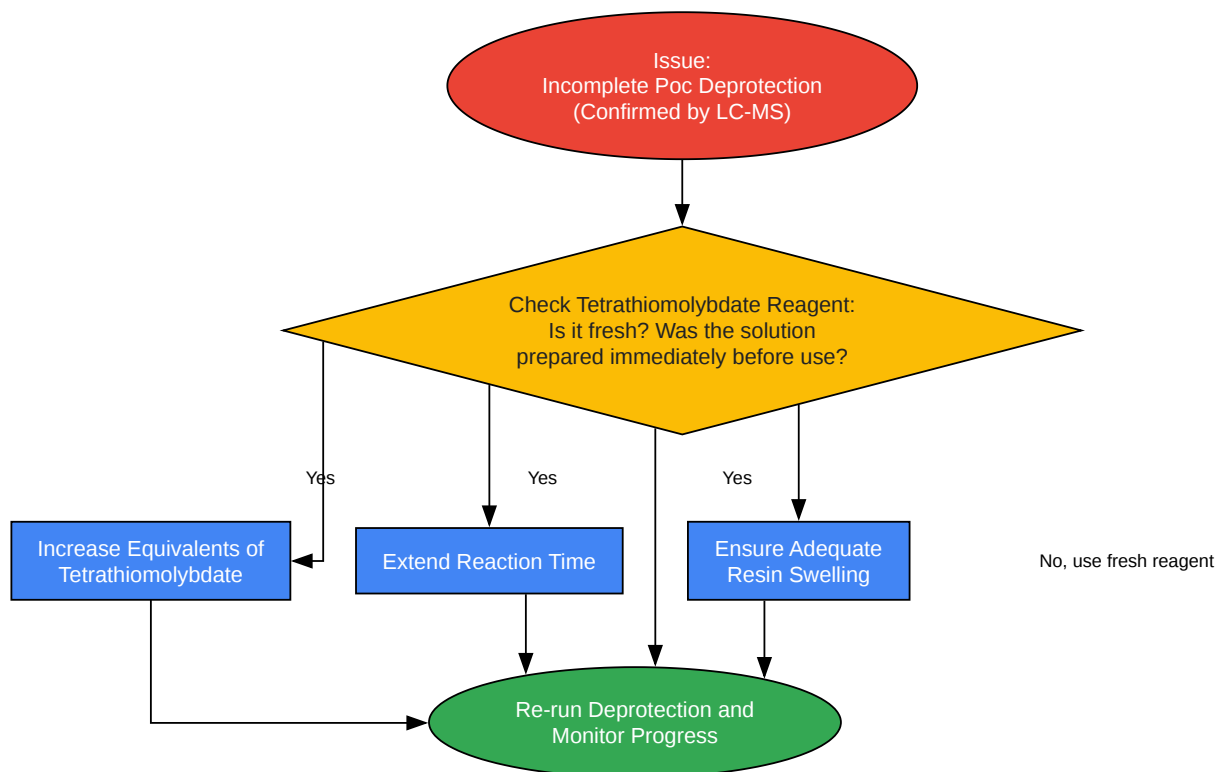 Issue:
Incomplete Poc Deprotection
(Confirmed by LC-MS)
Check Tetrathiomolybdate Reagent:
Is it fresh? Was the solution
prepared immediately before use?
Yes
Yes
Yes
Increase Equivalents of
Tetrathiomolybdate
Extend Reaction Time
Ensure Adequate
Resin Swelling
No, use fresh reagent
Re-run Deprotection and
Monitor Progress